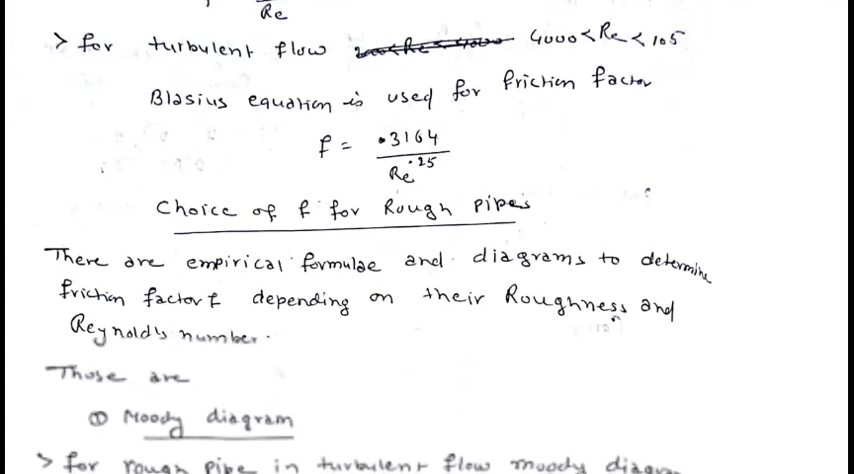 Re
> for turbulent flow 4000 < Re < 105
Blasius equation is used for friction factor
f = .3164
Re .25
Choice of f for Rough pipes
There are empirical formulae and diagrams to determine
friction factor f depending on their Roughness and
Reynold's number.
Those are
① Moody diagram
> for rough pipe in turbulent flow moody diagram